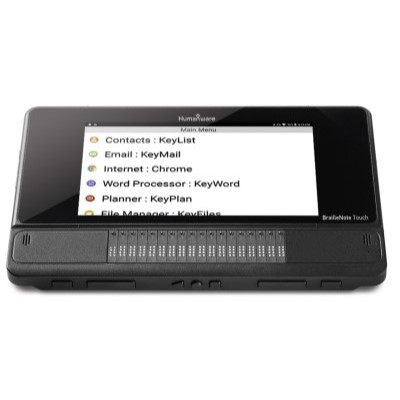 HumanWare
Main Menu
Contacts : KeyList
Email : KeyMail
Internet : Chrome
Word Processor : KeyWord
Planner : KeyPlan
File Manager : KeyFiles
BrailleNote Touch